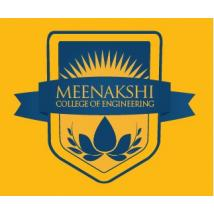 MEENAKSHI
COLLEGE OF ENGINEERING